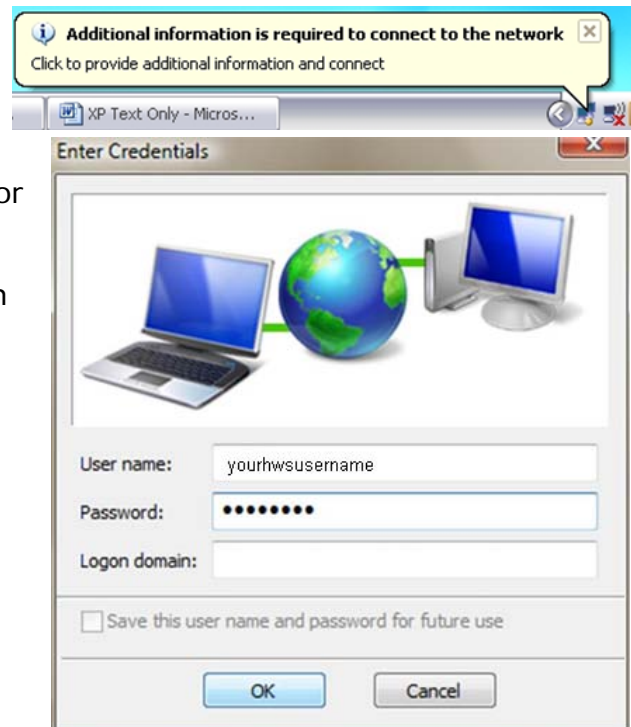 Additional information is required to connect to the network
Click to provide additional information and connect
XP Text Only - Micros...
Enter Credentials
or
User name: yourhwsusername
Password: ••••••••
Logon domain:
Save this user name and password for future use
OK Cancel